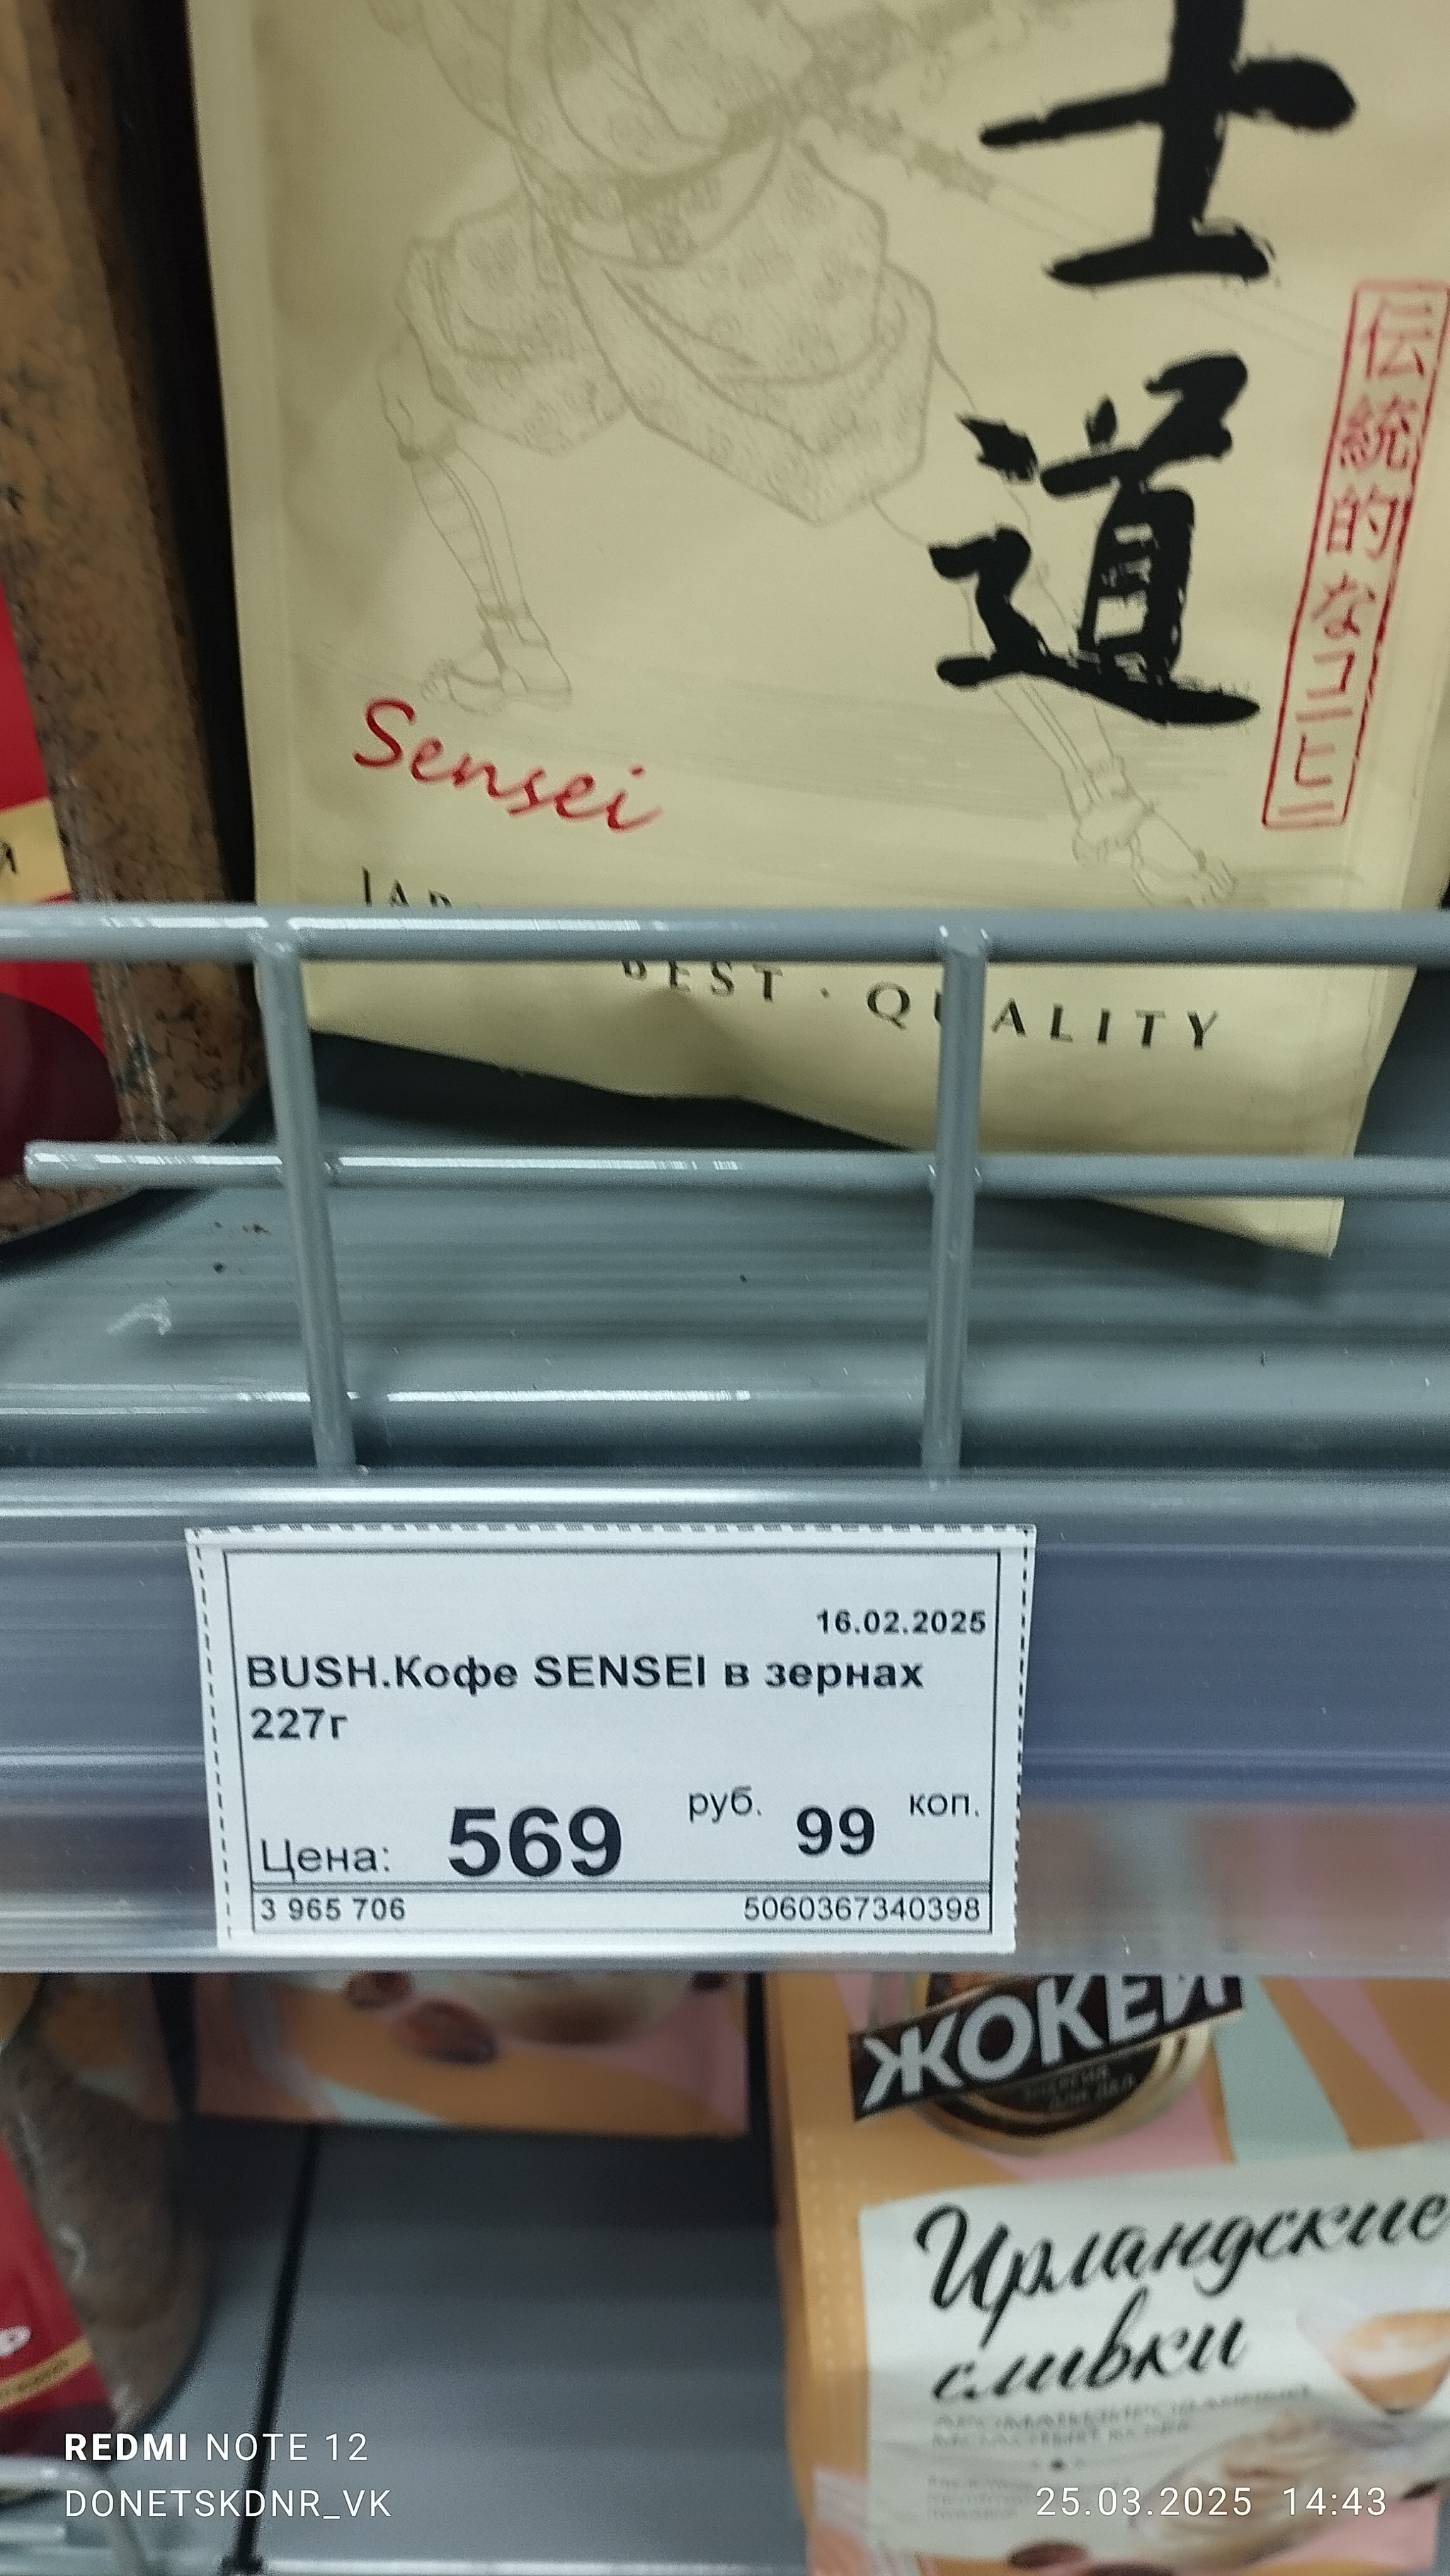 士
道
伝統的なコーヒー
Sensei
BEST · QUALITY
16.02.2025
BUSH.Кофе SENSEI в зернах
227г
Цена: 569 руб. 99 коп.
3 965 706 5060367340398
ЖОКЕЙ
Ирландские
сливки
REDMI NOTE 12
DONETSKDNR_VK
25.03.2025 14:43